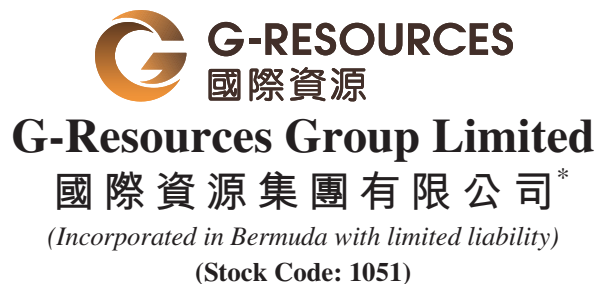 G-RESOURCES
國際資源
G-Resources Group Limited
國際資源集團有限公司*
(Incorporated in Bermuda with limited liability)
(Stock Code: 1051)